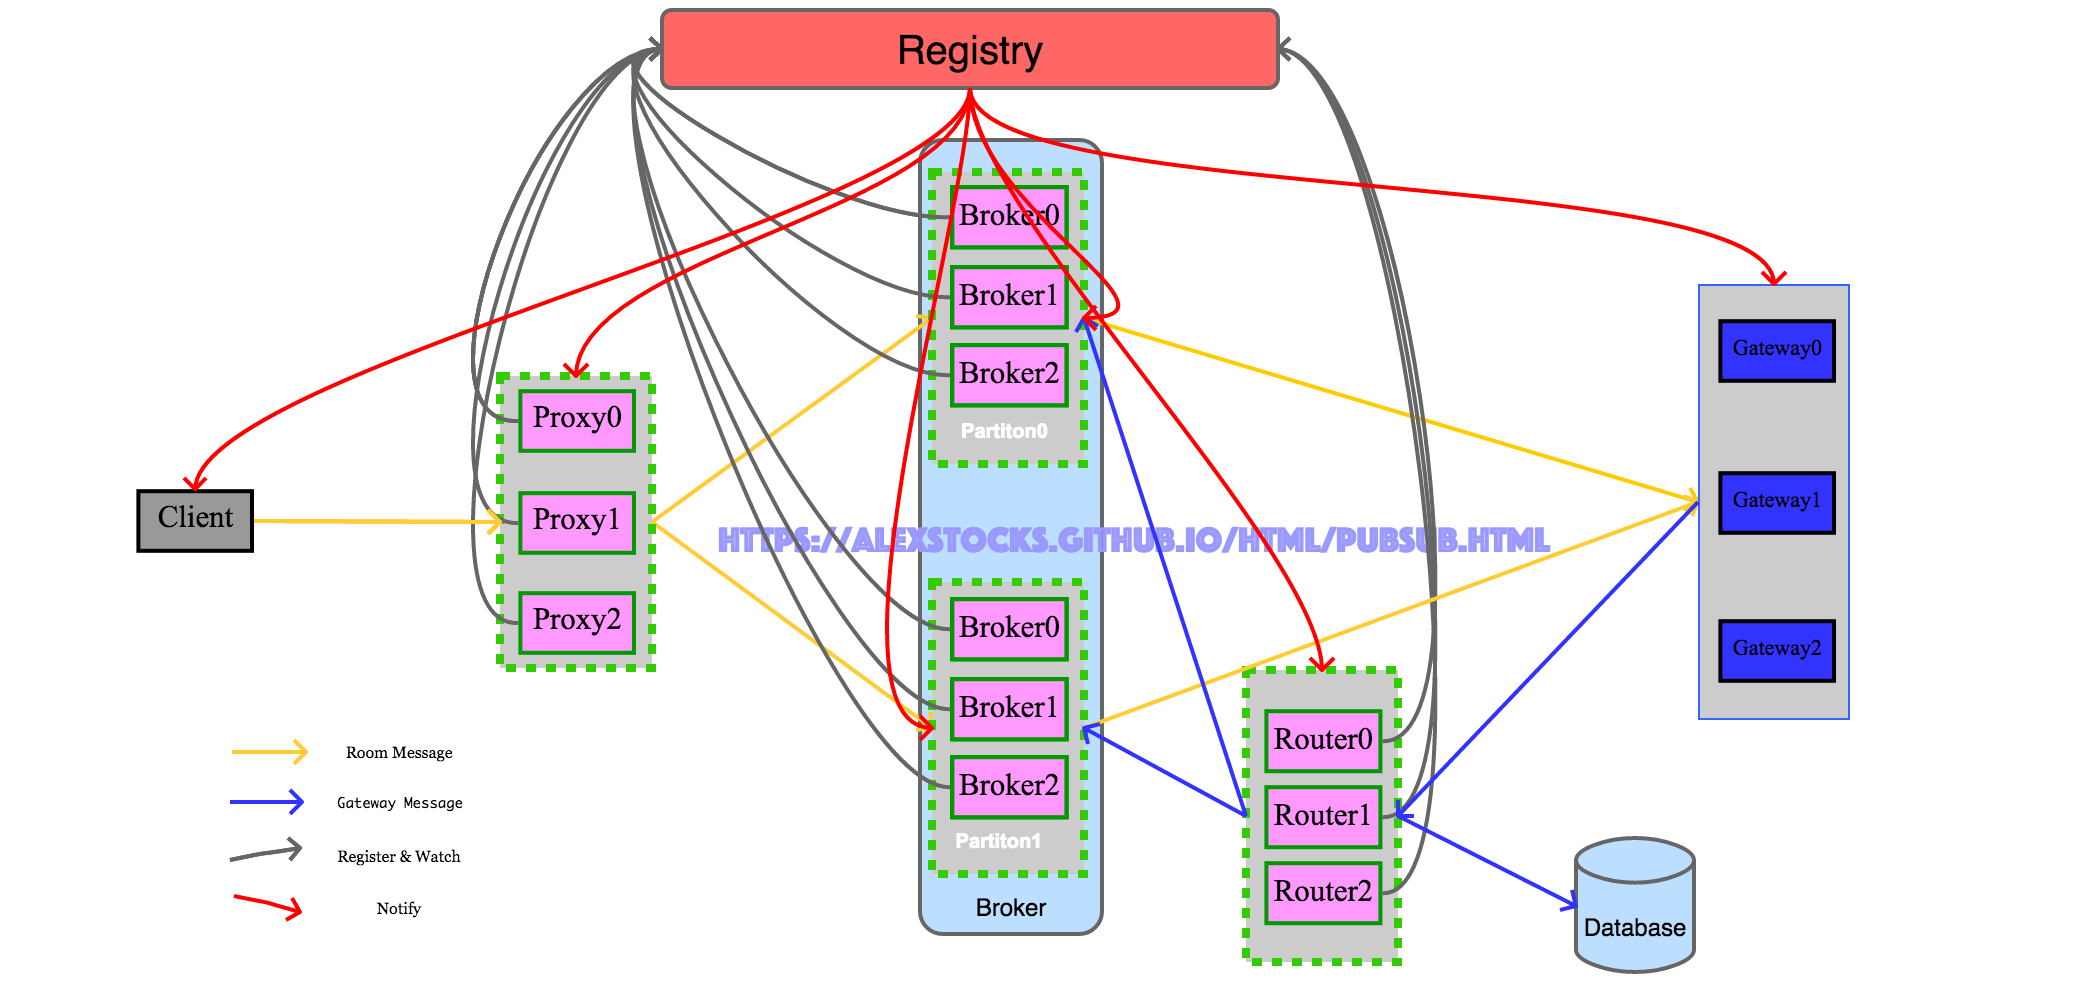 Registry
Broker0
Broker1
Broker2
Partiton0
Gateway0
Gateway1
Gateway2
Proxy0
Proxy1
Proxy2
Client
HTTPS://ALEXSTOCKS.GITHUB.IO/HTML/PUBSUB.HTML
Broker0
Broker1
Broker2
Partiton1
Broker
Router0
Router1
Router2
Database
Room Message
Gateway Message
Register & Watch
Notify